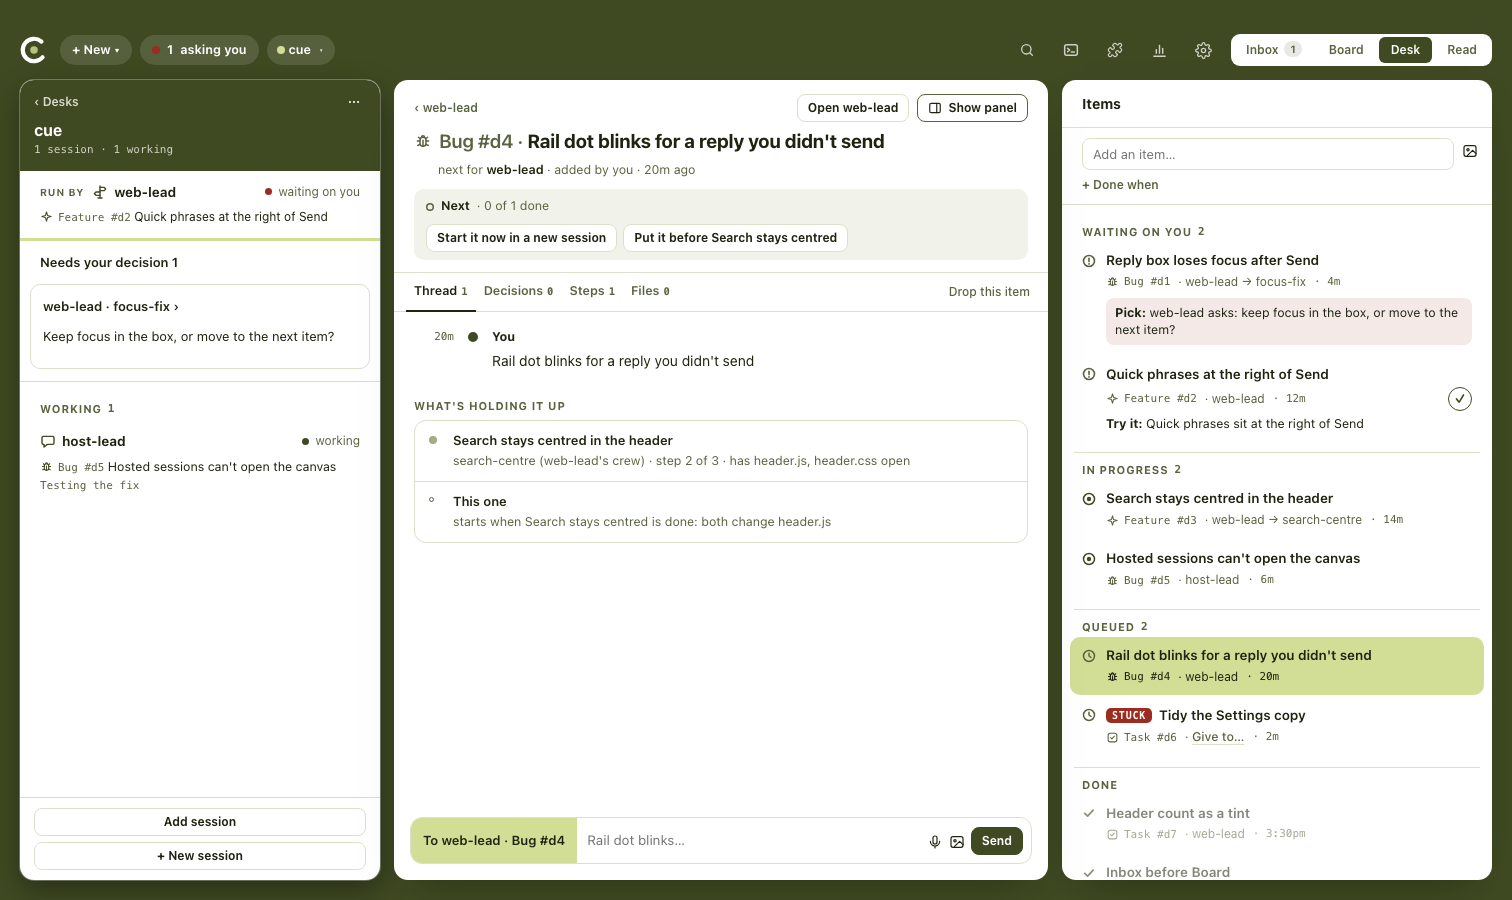 + New ▾
1 asking you
cue ·
Inbox 1
Board
Desk
Read
‹ Desks
···
cue
1 session · 1 working
RUN BY web-lead
waiting on you
Feature #d2 Quick phrases at the right of Send
Needs your decision 1
web-lead · focus-fix ›
Keep focus in the box, or move to the next item?
WORKING 1
host-lead
working
Bug #d5 Hosted sessions can't open the canvas
Testing the fix
Add session
+ New session
‹ web-lead
Open web-lead
Show panel
Bug #d4 · Rail dot blinks for a reply you didn't send
next for web-lead · added by you · 20m ago
Next · 0 of 1 done
Start it now in a new session
Put it before Search stays centred
Thread 1
Decisions 0
Steps 1
Files 0
Drop this item
20m
You
Rail dot blinks for a reply you didn't send
WHAT'S HOLDING IT UP
Search stays centred in the header
search-centre (web-lead's crew) · step 2 of 3 · has header.js, header.css open
This one
starts when Search stays centred is done: both change header.js
To web-lead · Bug #d4
Rail dot blinks…
Send
Items
Add an item…
+ Done when
WAITING ON YOU 2
Reply box loses focus after Send
Bug #d1 · web-lead → focus-fix · 4m
Pick: web-lead asks: keep focus in the box, or move to the
next item?
Quick phrases at the right of Send
Feature #d2 · web-lead · 12m
Try it: Quick phrases sit at the right of Send
IN PROGRESS 2
Search stays centred in the header
Feature #d3 · web-lead → search-centre · 14m
Hosted sessions can't open the canvas
Bug #d5 · host-lead · 6m
QUEUED 2
Rail dot blinks for a reply you didn't send
Bug #d4 · web-lead · 20m
STUCK Tidy the Settings copy
Task #d6 · Give to… · 2m
DONE
Header count as a tint
Task #d7 · web-lead · 3:30pm
Inbox before Board